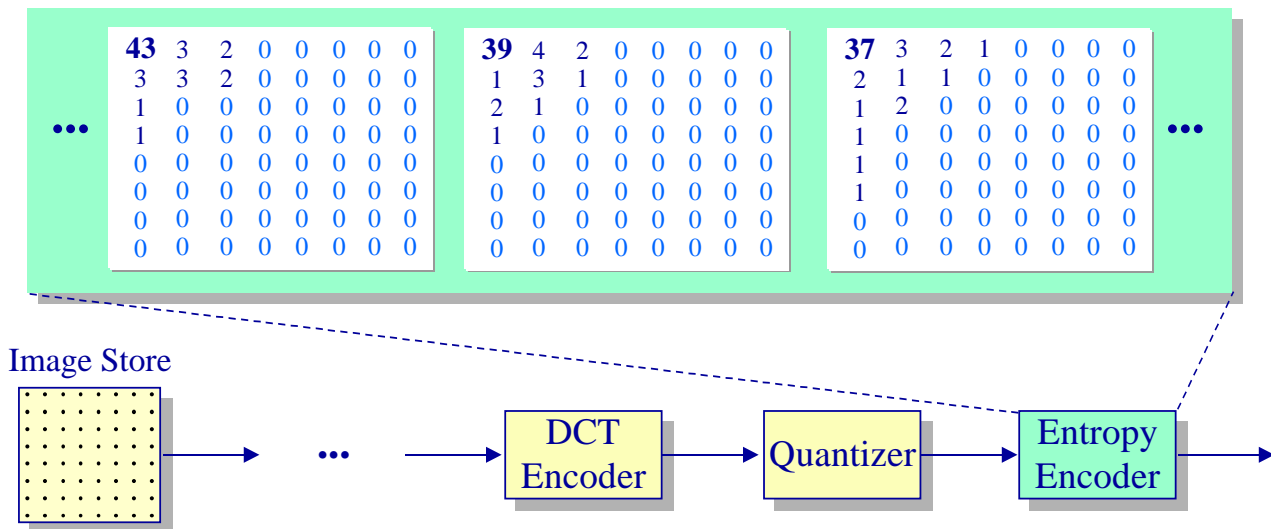 43 3 2 0 0 0 0 0
3 3 2 0 0 0 0 0
1 0 0 0 0 0 0 0
1 0 0 0 0 0 0 0
0 0 0 0 0 0 0 0
0 0 0 0 0 0 0 0
0 0 0 0 0 0 0 0
0 0 0 0 0 0 0 0
39 4 2 0 0 0 0 0
1 3 1 0 0 0 0 0
2 1 0 0 0 0 0 0
1 0 0 0 0 0 0 0
0 0 0 0 0 0 0 0
0 0 0 0 0 0 0 0
0 0 0 0 0 0 0 0
0 0 0 0 0 0 0 0
37 3 2 1 0 0 0 0
2 1 1 0 0 0 0 0
1 2 0 0 0 0 0 0
1 0 0 0 0 0 0 0
1 0 0 0 0 0 0 0
1 0 0 0 0 0 0 0
0 0 0 0 0 0 0 0
0 0 0 0 0 0 0 0
••• •••
Image Store
•••
DCT
Encoder
Quantizer
Entropy
Encoder